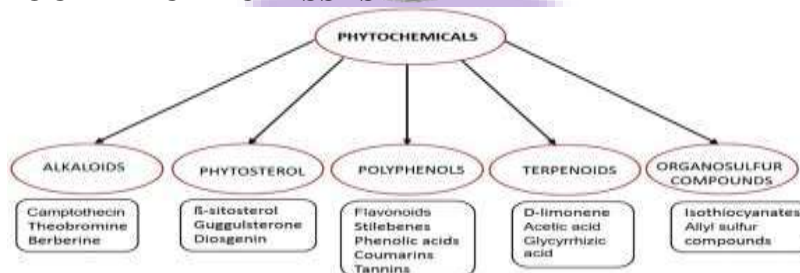 PHYTOCHEMICALS
ALKALOIDS
PHYTOSTEROL
POLYPHENOLS
TERPENOIDS
ORGANOSULFUR
COMPOUNDS
Camptothecin
Theobromine
Berberine
ß-sitosterol
Guggulsterone
Diosgenin
Flavonoids
Stilebenes
Phenolic acids
Coumarins
Tannins
D-limonene
Acetic acid
Glycyrrhizic
acid
Isothiocyanates
Allyl sulfur
compounds